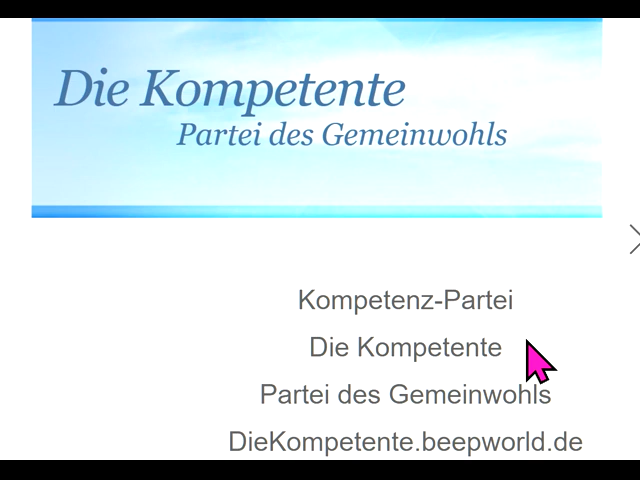 Die Kompetente
Partei des Gemeinwohls
Kompetenz-Partei
Die Kompetente
Partei des Gemeinwohls
DieKompetente.beepworld.de